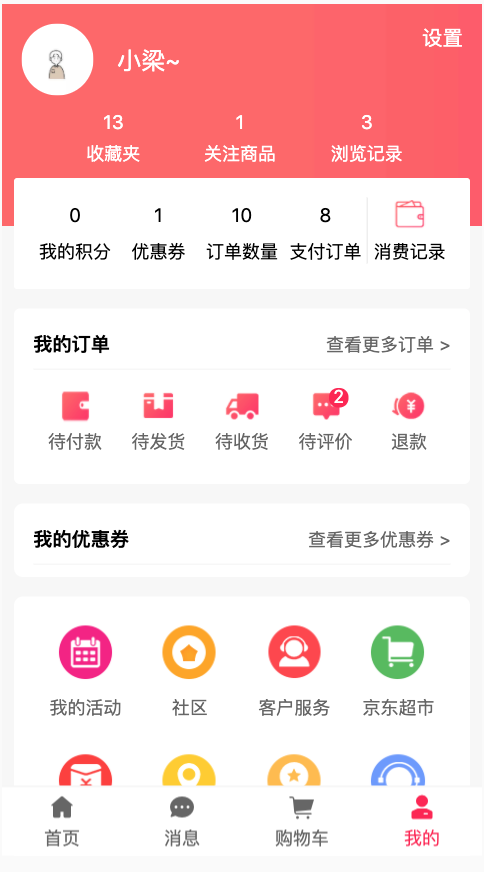 设置
小梁~
13 1 3
收藏夹 关注商品 浏览记录
0 1 10 8
我的积分 优惠券 订单数量 支付订单 消费记录
我的订单 查看更多订单 >
2
待付款 待发货 待收货 待评价 退款
我的优惠券 查看更多优惠券 >
我的活动 社区 客户服务 京东超市
首页 消息 购物车 我的